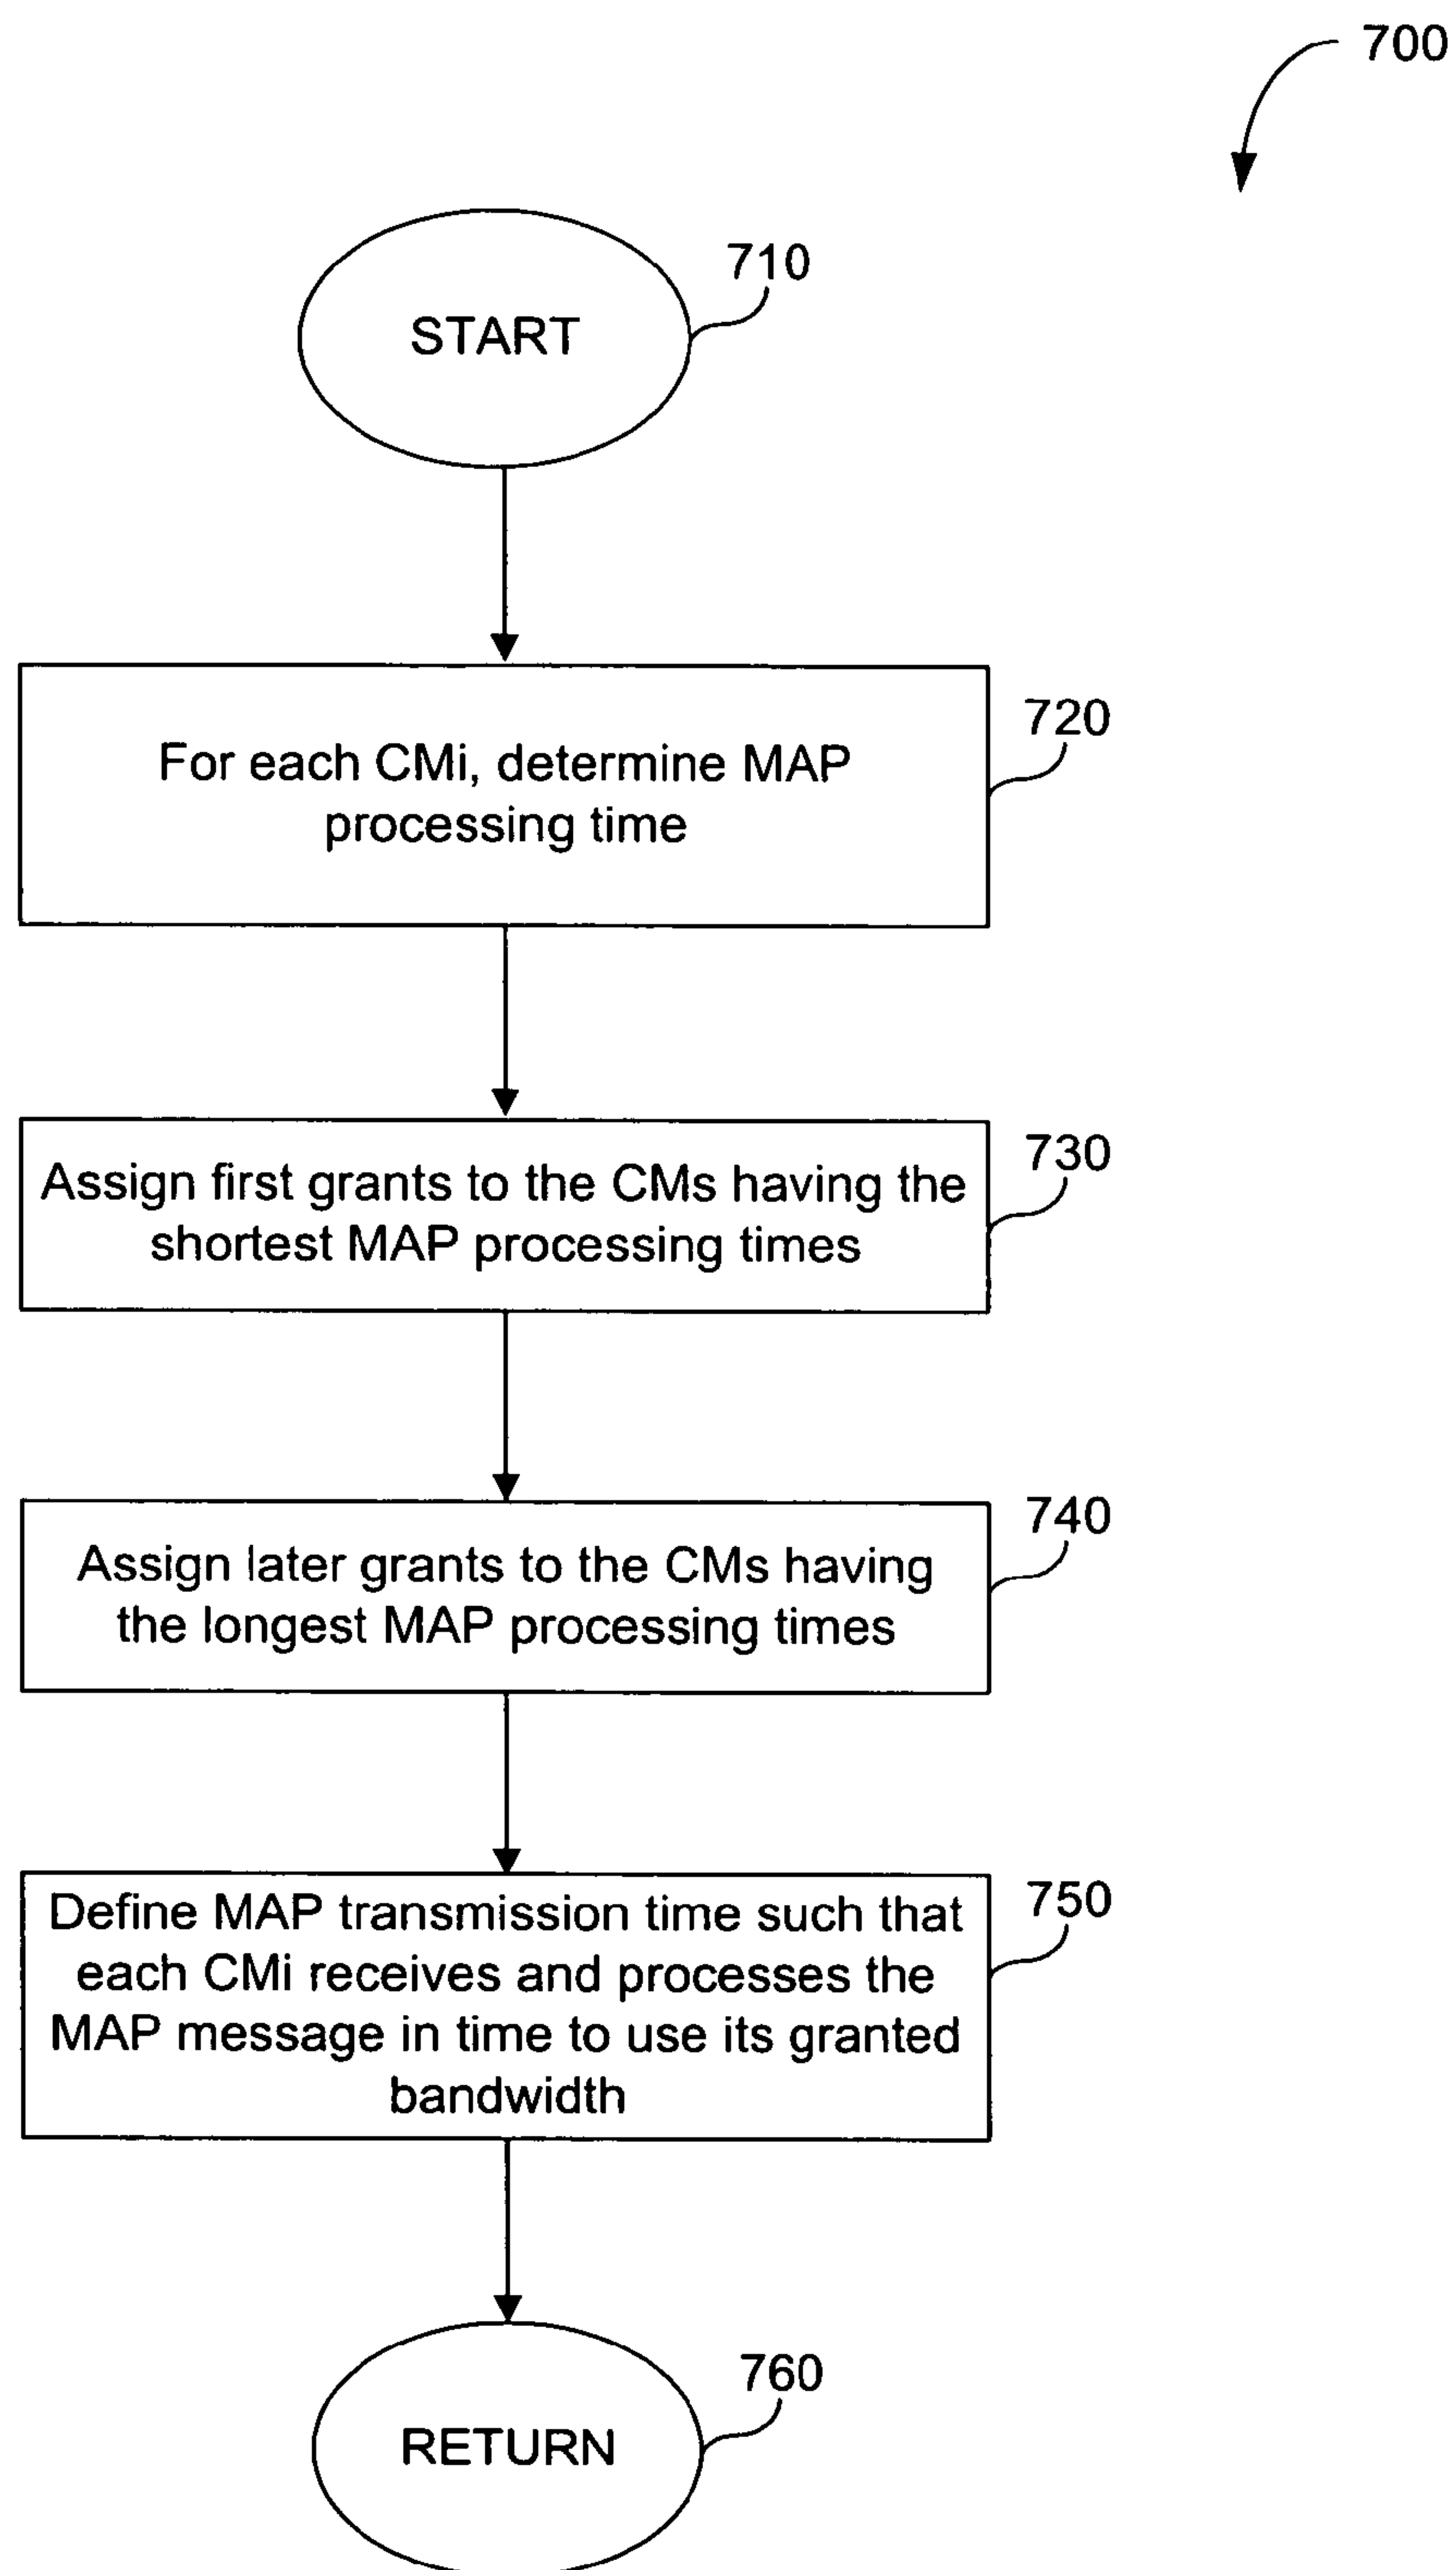 700
710
START
720
For each CMi, determine MAP
processing time
730
Assign first grants to the CMs having the
shortest MAP processing times
740
Assign later grants to the CMs having
the longest MAP processing times
750
Define MAP transmission time such that
each CMi receives and processes the
MAP message in time to use its granted
bandwidth
760
RETURN